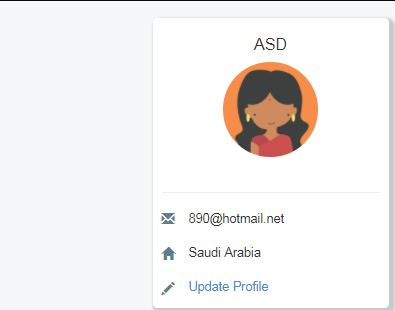 ASD
890@hotmail.net
Saudi Arabia
Update Profile